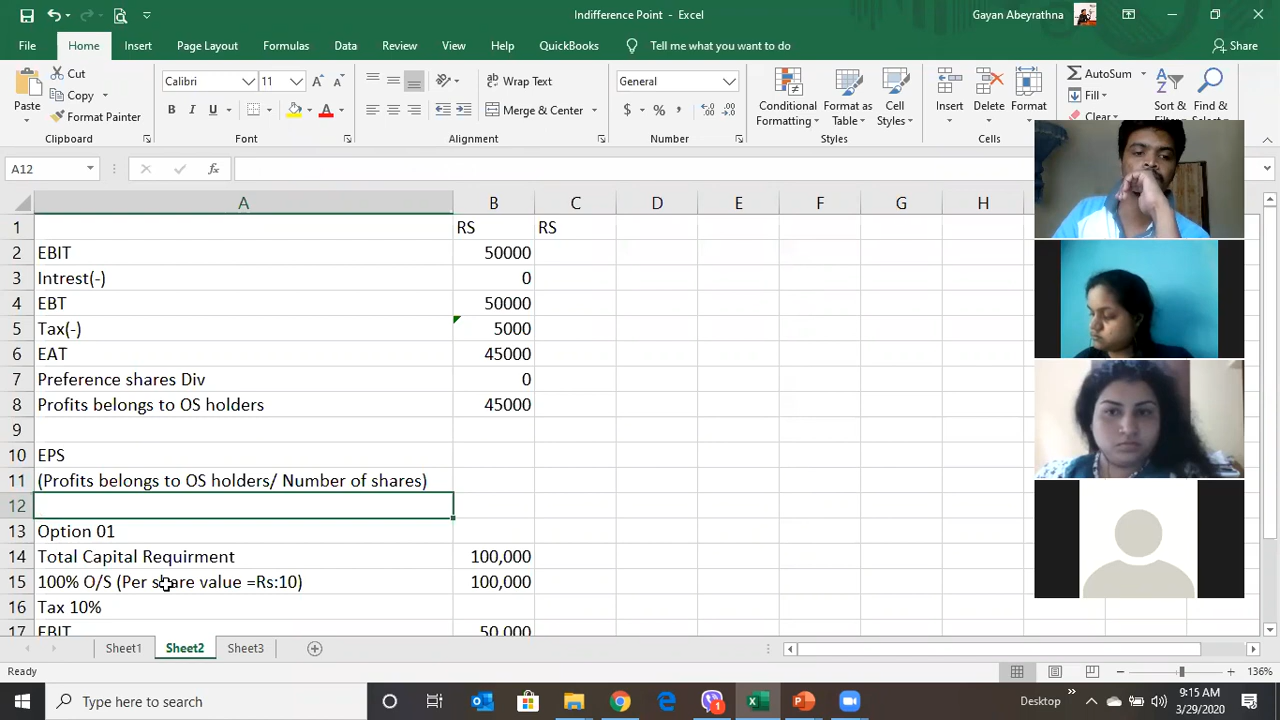 Indifference Point - Excel
Gayan Abeyrathna
File Home Insert Page Layout Formulas Data Review View Help QuickBooks Tell me what you want to do Share
Paste
Cut
Copy
Format Painter
Clipboard
Calibri 11
B I U
Font
Wrap Text
Merge & Center
Alignment
General
$ % ,
Number
Conditional Formatting
Format as Table
Cell Styles
Styles
Insert Delete Format
Cells
AutoSum
Fill
Clear
Sort &
Find &
A12
fx
A B C D E F G H
1 RS RS
2 EBIT 50000
3 Intrest(-) 0
4 EBT 50000
5 Tax(-) 5000
6 EAT 45000
7 Preference shares Div 0
8 Profits belongs to OS holders 45000
9
10 EPS
11 (Profits belongs to OS holders/ Number of shares)
12
13 Option 01
14 Total Capital Requirment 100,000
15 100% O/S (Per share value =Rs:10) 100,000
16 Tax 10%
17 EBIT 50,000
Sheet1 Sheet2 Sheet3
Ready
136%
Type here to search
Desktop
9:15 AM
3/29/2020